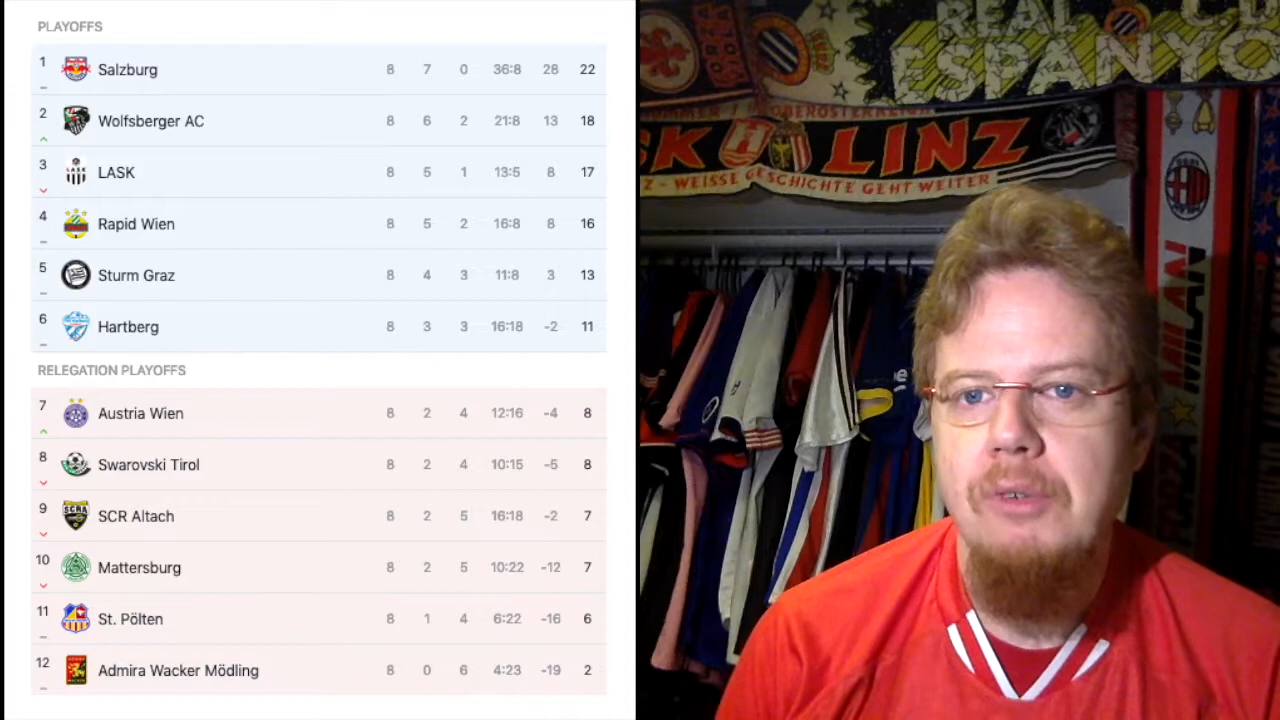 PLAYOFFS
1 Salzburg 8 7 0 36:8 28 22
2 Wolfsberger AC 8 6 2 21:8 13 18
3 LASK 8 5 1 13:5 8 17
4 Rapid Wien 8 5 2 16:8 8 16
5 Sturm Graz 8 4 3 11:8 3 13
6 Hartberg 8 3 3 16:18 -2 11
RELEGATION PLAYOFFS
7 Austria Wien 8 2 4 12:16 -4 8
8 Swarovski Tirol 8 2 4 10:15 -5 8
9 SCR Altach 8 2 5 16:18 -2 7
10 Mattersburg 8 2 5 10:22 -12 7
11 St. Pölten 8 1 4 6:22 -16 6
12 Admira Wacker Mödling 8 0 6 4:23 -19 2
REAL C.D
ESPANYO
OBERÖSTERREICH
SK LINZ
Z - WEISSE GESCHICHTE GEHT WEITER
MILAN
FORZA